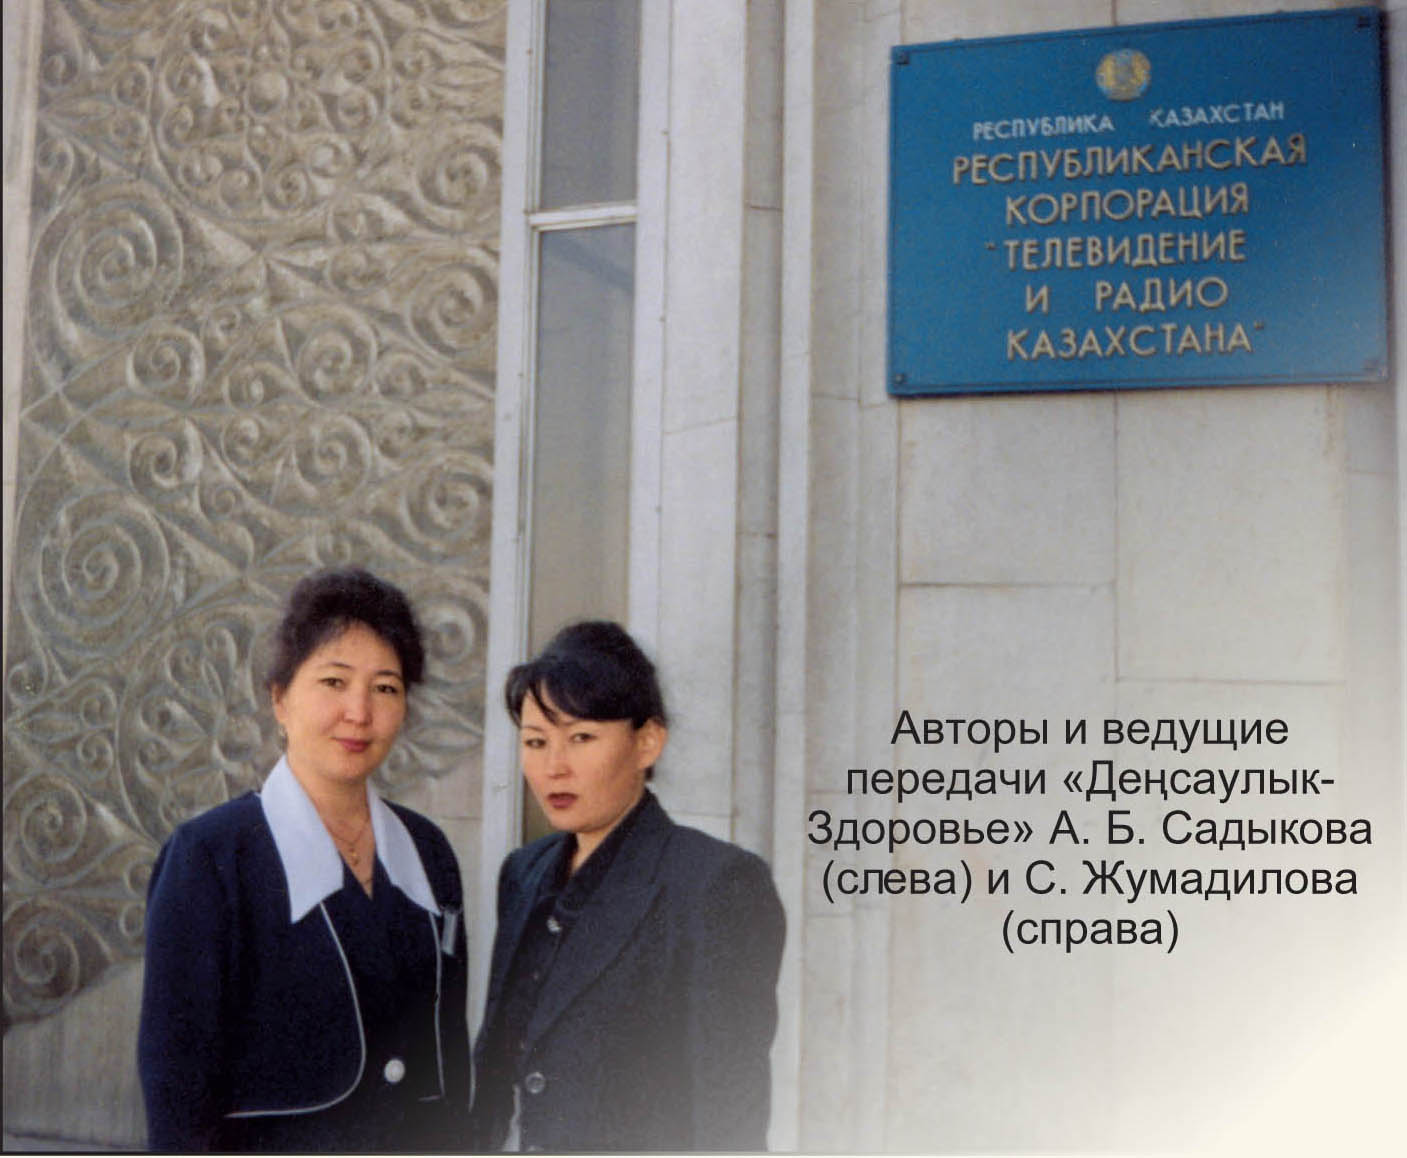 РЕСПУБЛИКА КАЗАХСТАН
РЕСПУБЛИКАНСКАЯ
КОРПОРАЦИЯ
"ТЕЛЕВИДЕНИЕ
И РАДИО
КАЗАХСТАНА"
Авторы и ведущие
передачи «Деңсаулык-
Здоровье» А. Б. Садыкова
(слева) и С. Жумадилова
(справа)